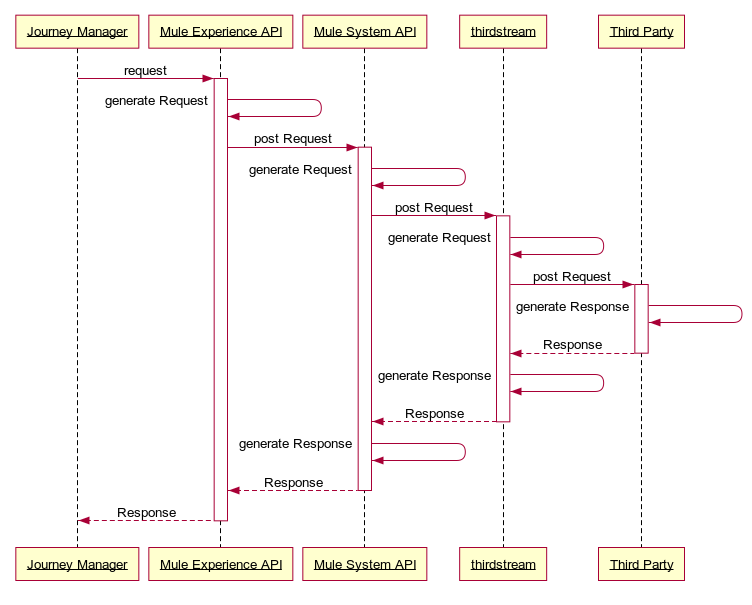 Journey Manager Mule Experience API Mule System API thirdstream Third Party
request
generate Request
post Request
generate Request
post Request
generate Request
post Request
generate Response
Response
generate Response
Response
generate Response
Response
Response
Journey Manager Mule Experience API Mule System API thirdstream Third Party